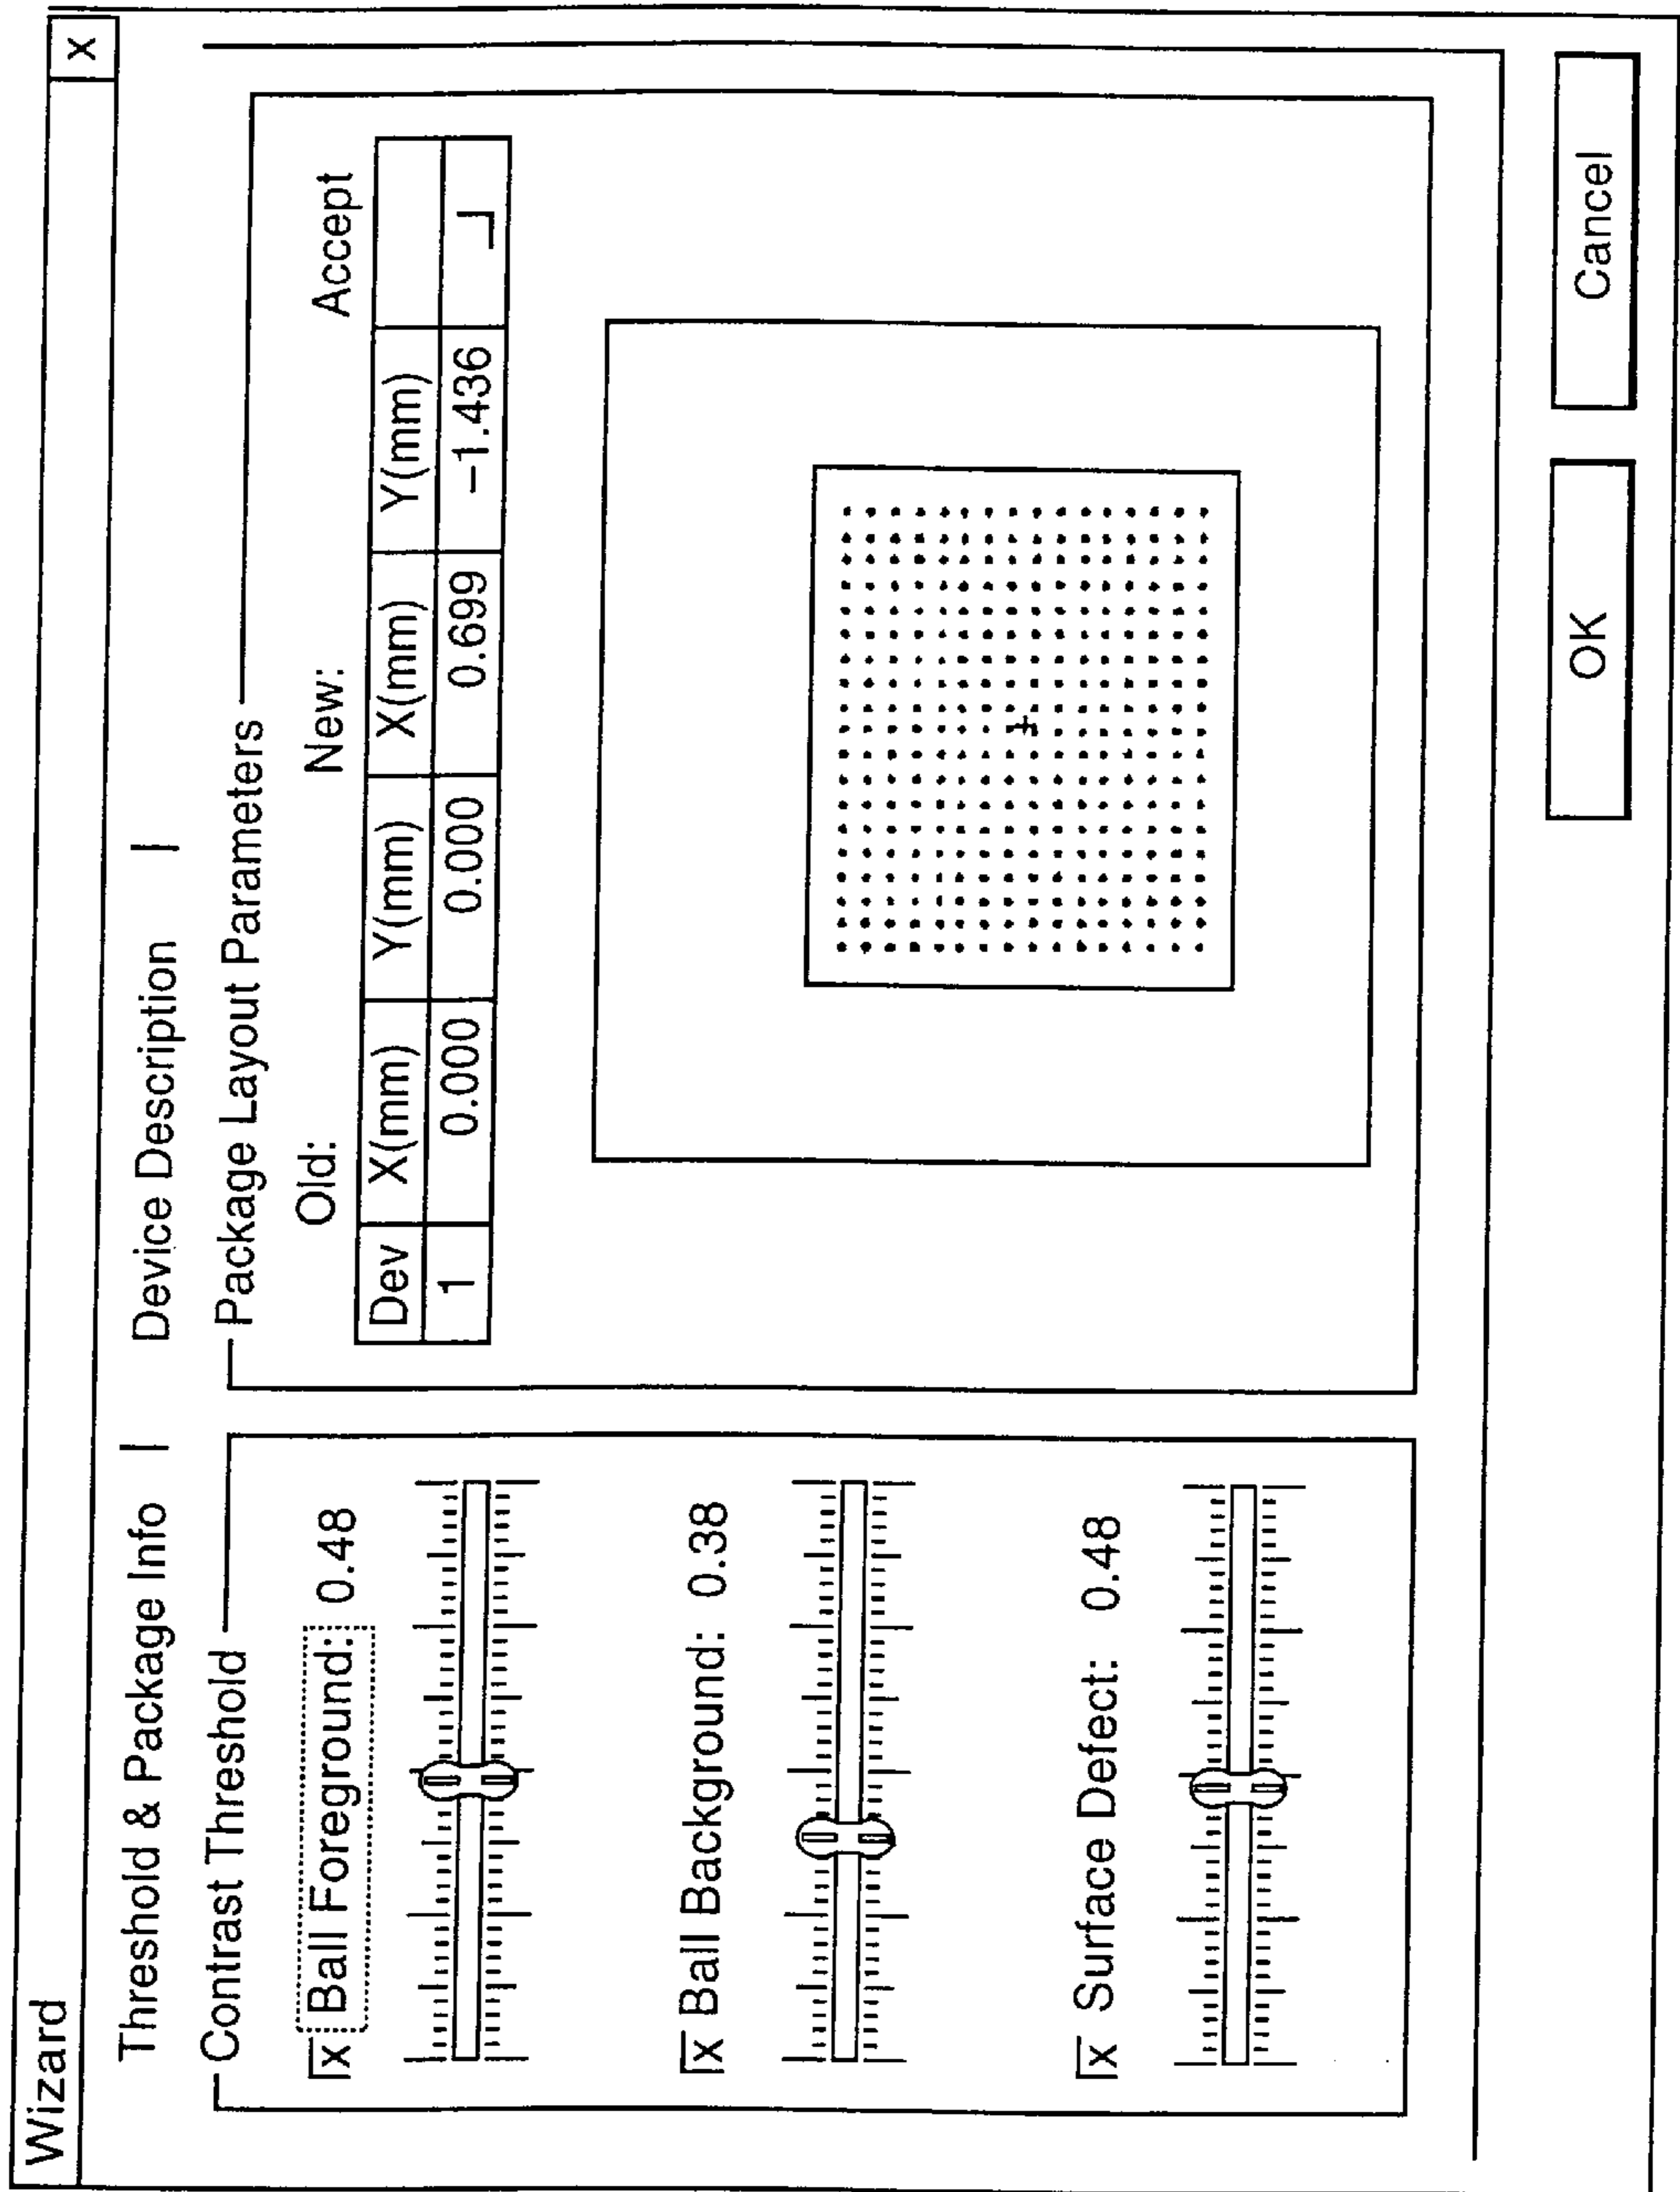 Wizard X
Threshold & Package Info | Device Description |
Contrast Threshold
x Ball Foreground: 0.48
x Ball Background: 0.38
x Surface Defect: 0.48
Package Layout Parameters
Old: New: Accept
Dev X(mm) Y(mm) X(mm) Y(mm)
1 0.000 0.000 0.699 −1.436
OK Cancel